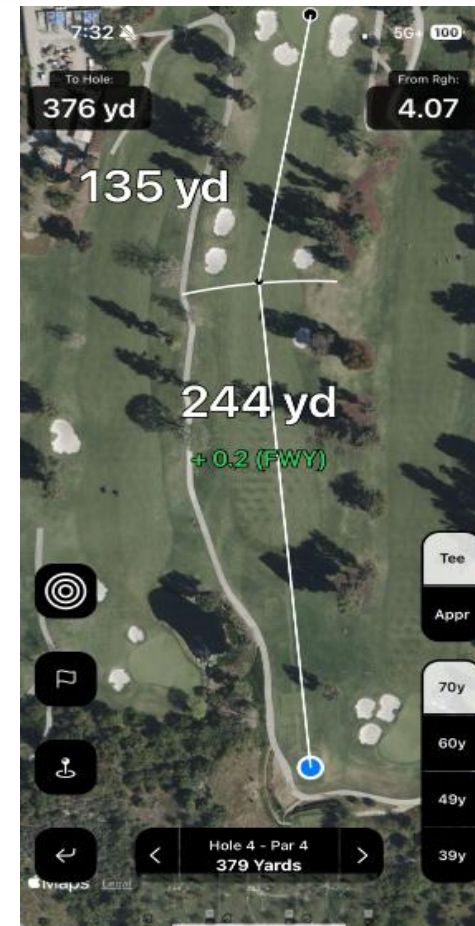 7:32
5G+ 100
To Hole:
376 yd
From Rgh:
4.07
135 yd
244 yd
+ 0.2 (FWY)
Tee
Appr
70y
60y
49y
39y
Hole 4 - Par 4
379 Yards
Maps Legal